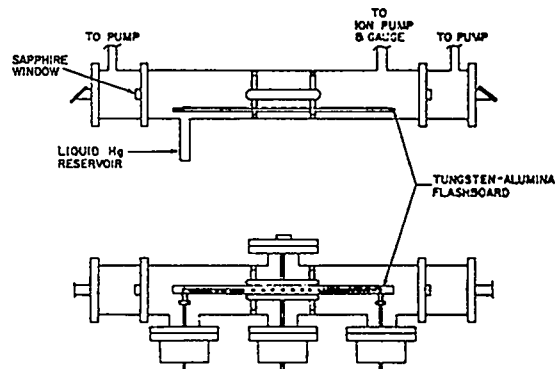 TO PUMP
TO
ION PUMP
& GAUGE
TO PUMP
SAPPHIRE
WINDOW
LIQUID Hg
RESERVOIR
TUNGSTEN-ALUMINA
FLASHBOARD